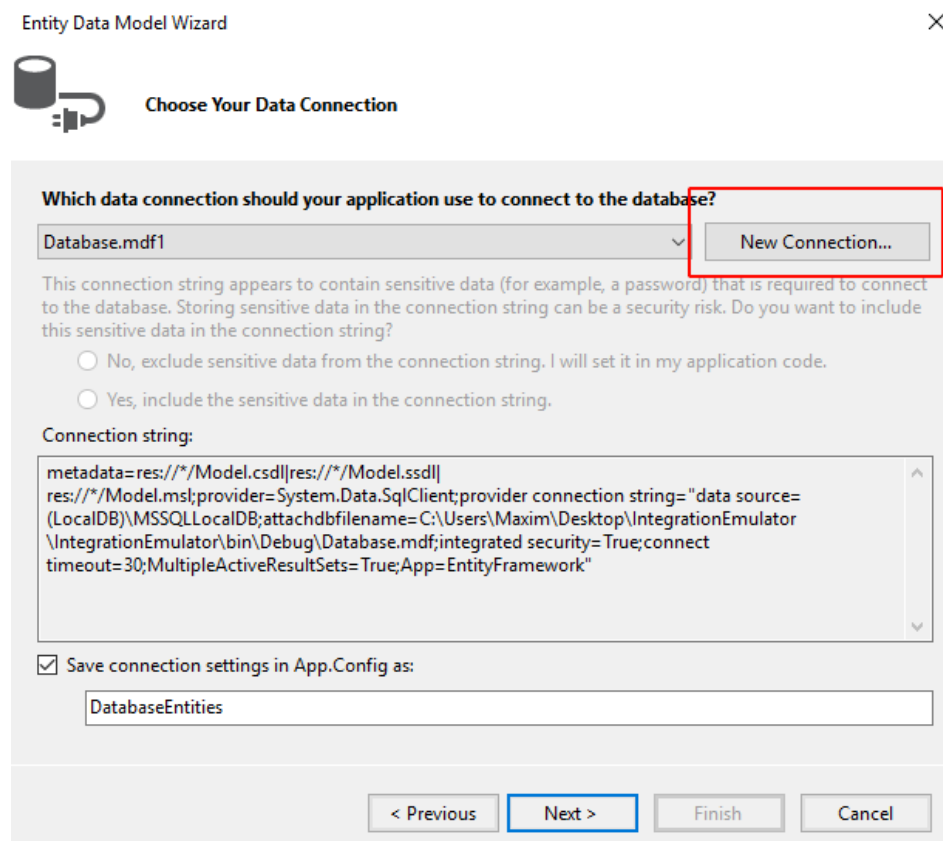 Entity Data Model Wizard
Choose Your Data Connection
Which data connection should your application use to connect to the database?
Database.mdf1
New Connection...
This connection string appears to contain sensitive data (for example, a password) that is required to connect
to the database. Storing sensitive data in the connection string can be a security risk. Do you want to include
this sensitive data in the connection string?
No, exclude sensitive data from the connection string. I will set it in my application code.
Yes, include the sensitive data in the connection string.
Connection string:
metadata=res://*/Model.csdl|res://*/Model.ssdl|
res://*/Model.msl;provider=System.Data.SqlClient;provider connection string="data source=
(LocalDB)\MSSQLLocalDB;attachdbfilename=C:\Users\Maxim\Desktop\IntegrationEmulator
\IntegrationEmulator\bin\Debug\Database.mdf;integrated security=True;connect
timeout=30;MultipleActiveResultSets=True;App=EntityFramework"
Save connection settings in App.Config as:
DatabaseEntities
< Previous
Next >
Finish
Cancel